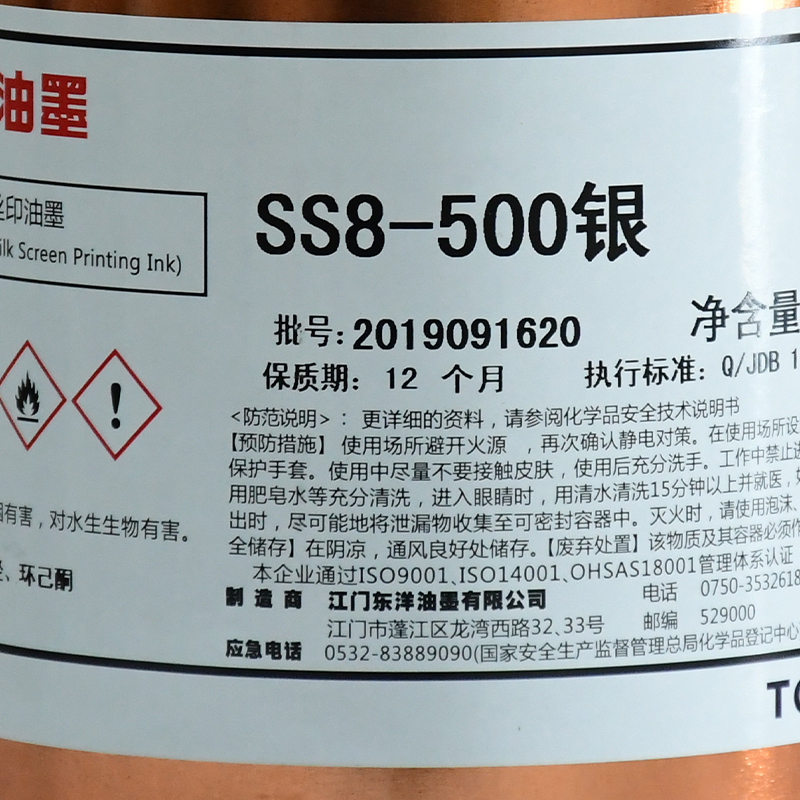 油墨
丝印油墨
Silk Screen Printing Ink)
SS8-500银
批号:2019091620
净含量
保质期: 12 个月
执行标准: Q/JDB 1
<防范说明>：更详细的资料，请参阅化学品安全技术说明书
【预防措施】使用场所避开火源 ，再次确认静电对策。在使用场所设
保护手套。使用中尽量不要接触皮肤，使用后充分洗手。工作中禁止进
用肥皂水等充分清洗，进入眼睛时，用清水清洗15分钟以上并就医，如
出时，尽可能地将泄漏物收集至可密封容器中。灭火时，请使用泡沫、
全储存】在阴凉，通风良好处储存。【废弃处置】该物质及其容器必须作
有害，对水生生物有害。
、环己酮
本企业通过ISO9001、ISO14001、OHSAS18001管理体系认证
制 造 商 江门东洋油墨有限公司
电话 0750-3532618
江门市蓬江区龙湾西路32、33号
邮编 529000
应急电话 0532-83889090(国家安全生产监督管理总局化学品登记中心
TO